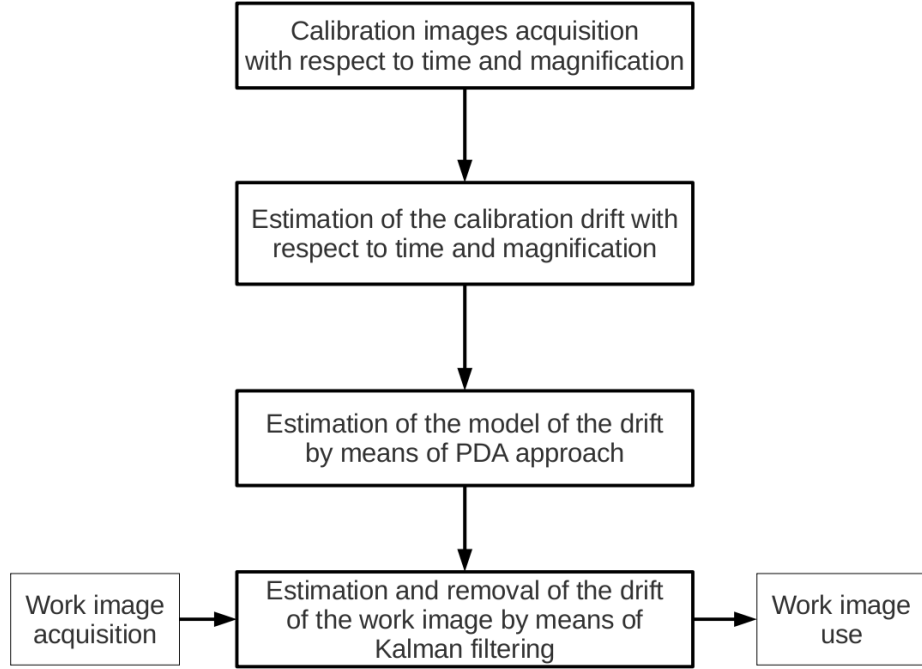 Calibration images acquisition
with respect to time and magnification
Estimation of the calibration drift with
respect to time and magnification
Estimation of the model of the drift
by means of PDA approach
Work image
acquisition
Estimation and removal of the drift
of the work image by means of
Kalman filtering
Work image
use